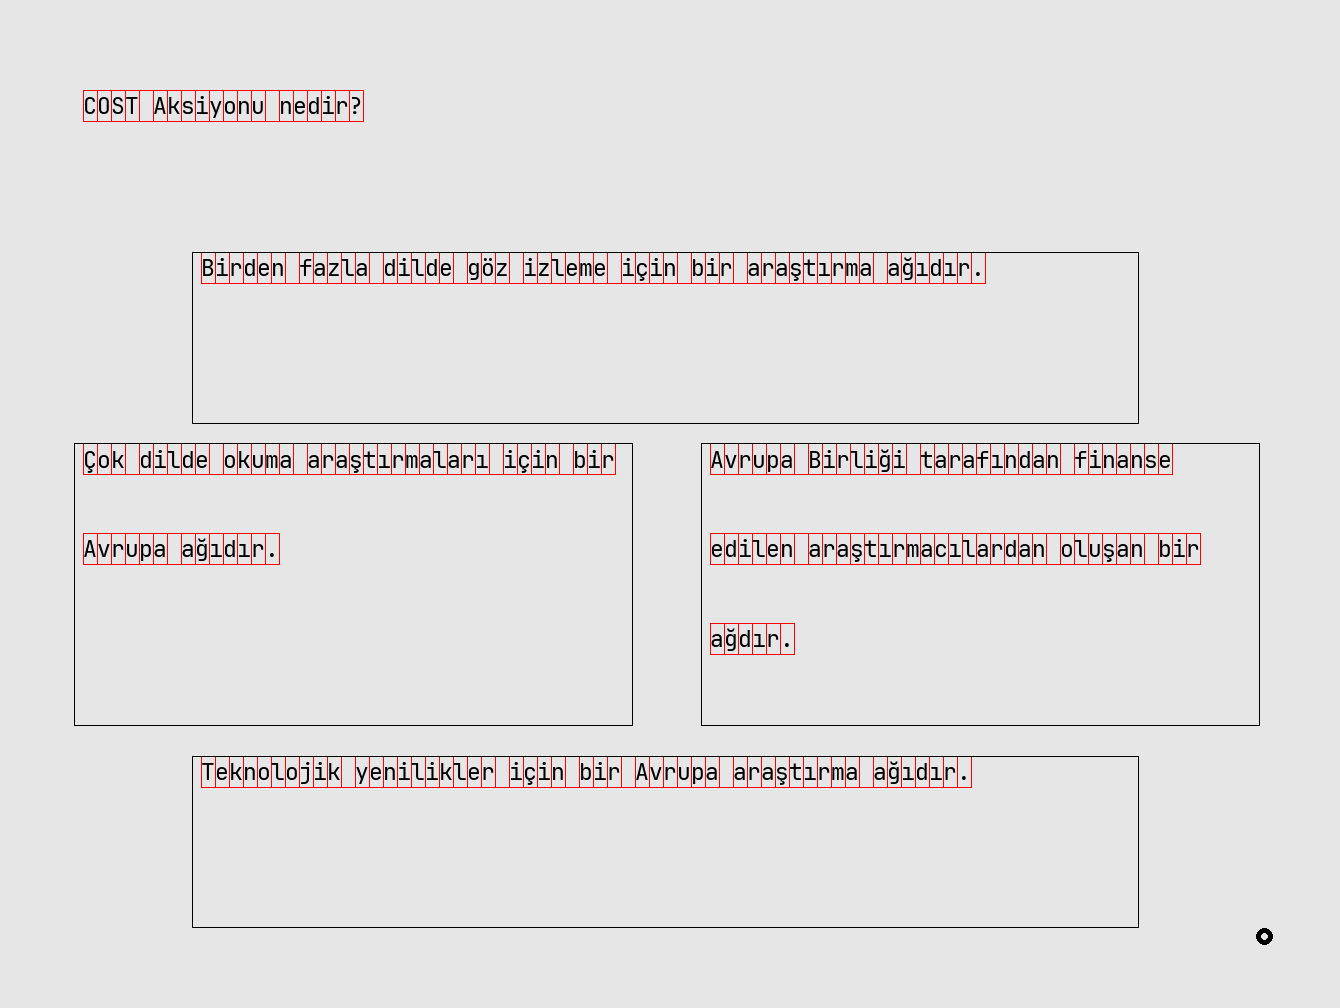 COST Aksiyonu nedir?
Birden fazla dilde göz izleme için bir araştırma ağıdır.
Çok dilde okuma araştırmaları için bir
Avrupa ağıdır.
Avrupa Birliği tarafından finanse
edilen araştırmacılardan oluşan bir
ağdır.
Teknolojik yenilikler için bir Avrupa araştırma ağıdır.